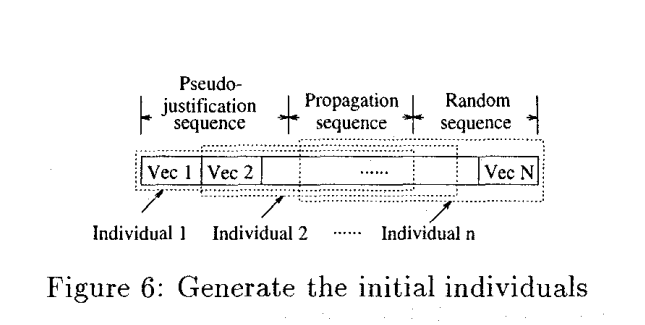 Pseudo-
justification
sequence
Propagation
sequence
Random
sequence
Vec 1
Vec 2
......
Vec N
Individual 1
Individual 2
......
Individual n
Figure 6: Generate the initial individuals